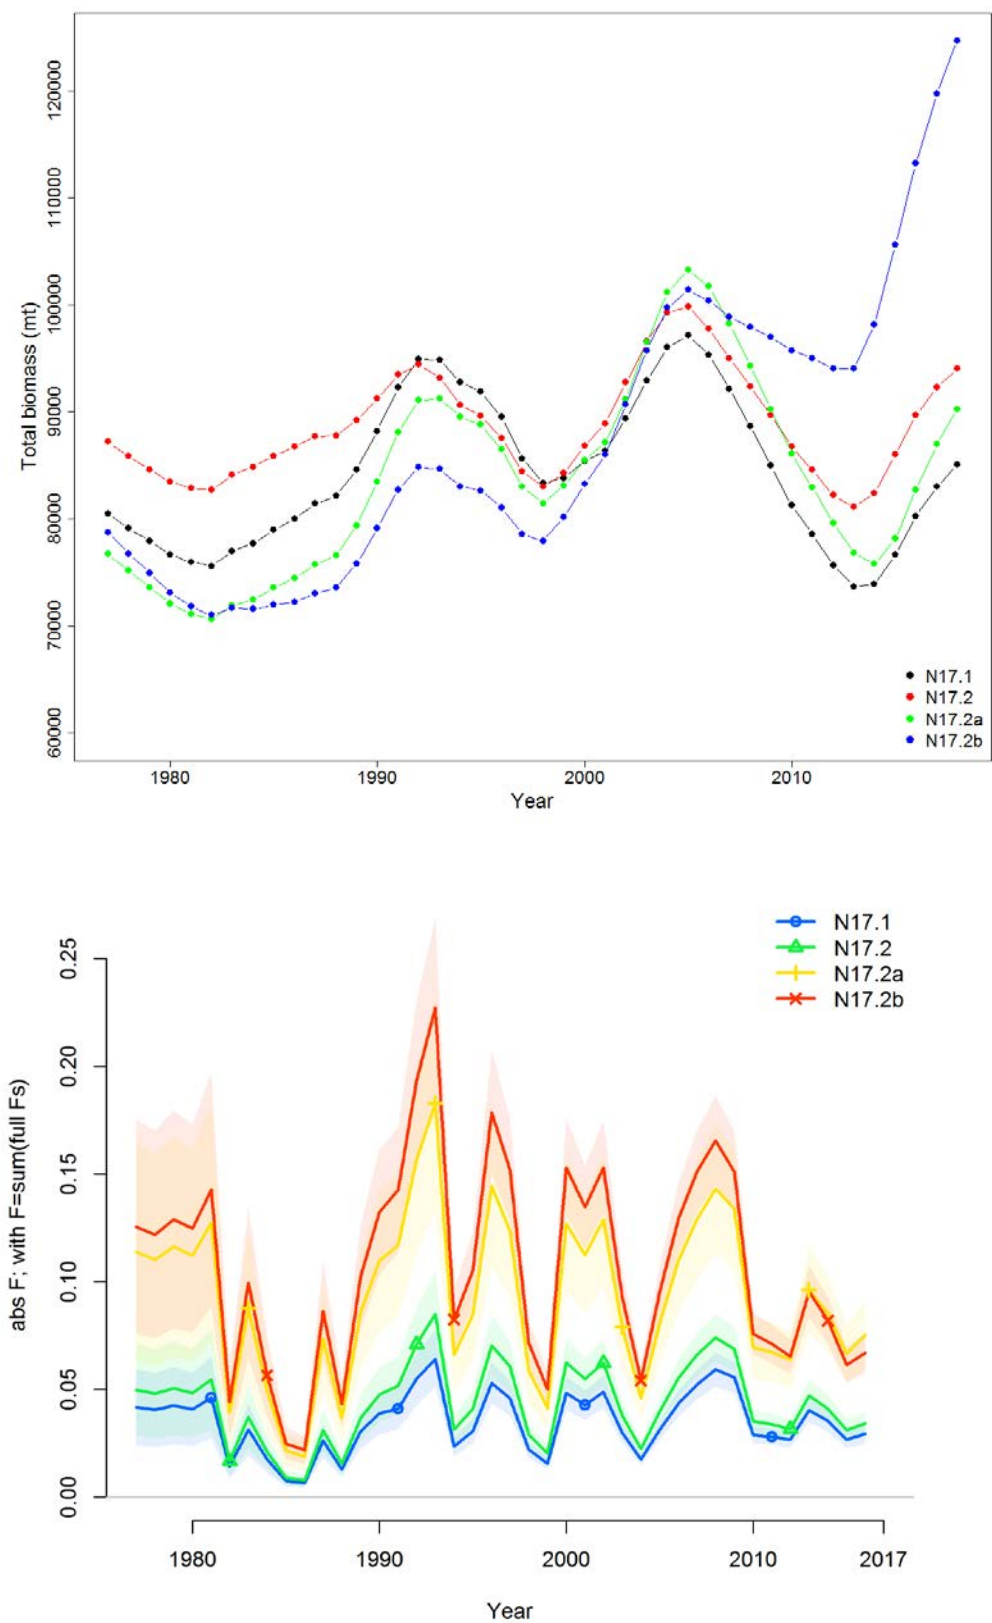 120000
110000
100000
90000
80000
70000
60000
Total biomass (mt)
N17.1
N17.2
N17.2a
N17.2b
1980
1990
2000
2010
Year
N17.1
N17.2
N17.2a
N17.2b
0.25
0.20
0.15
0.10
0.05
0.00
abs F; with F=sum(full Fs)
1980
1990
2000
2010
2017
Year